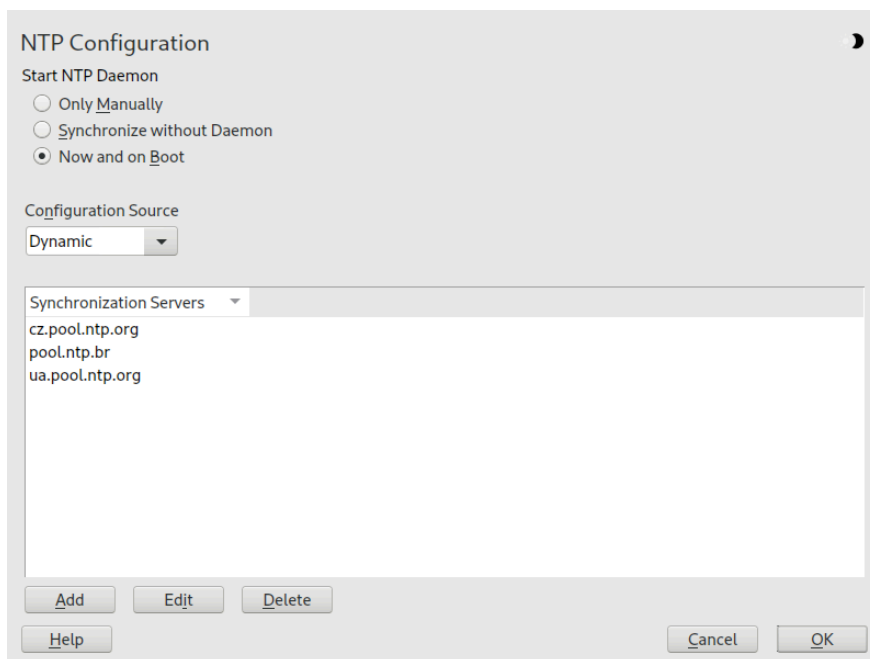 NTP Configuration
Start NTP Daemon
Only Manually
Synchronize without Daemon
Now and on Boot
Configuration Source
Dynamic
Synchronization Servers
cz.pool.ntp.org
pool.ntp.br
ua.pool.ntp.org
Add Edit Delete
Help Cancel OK